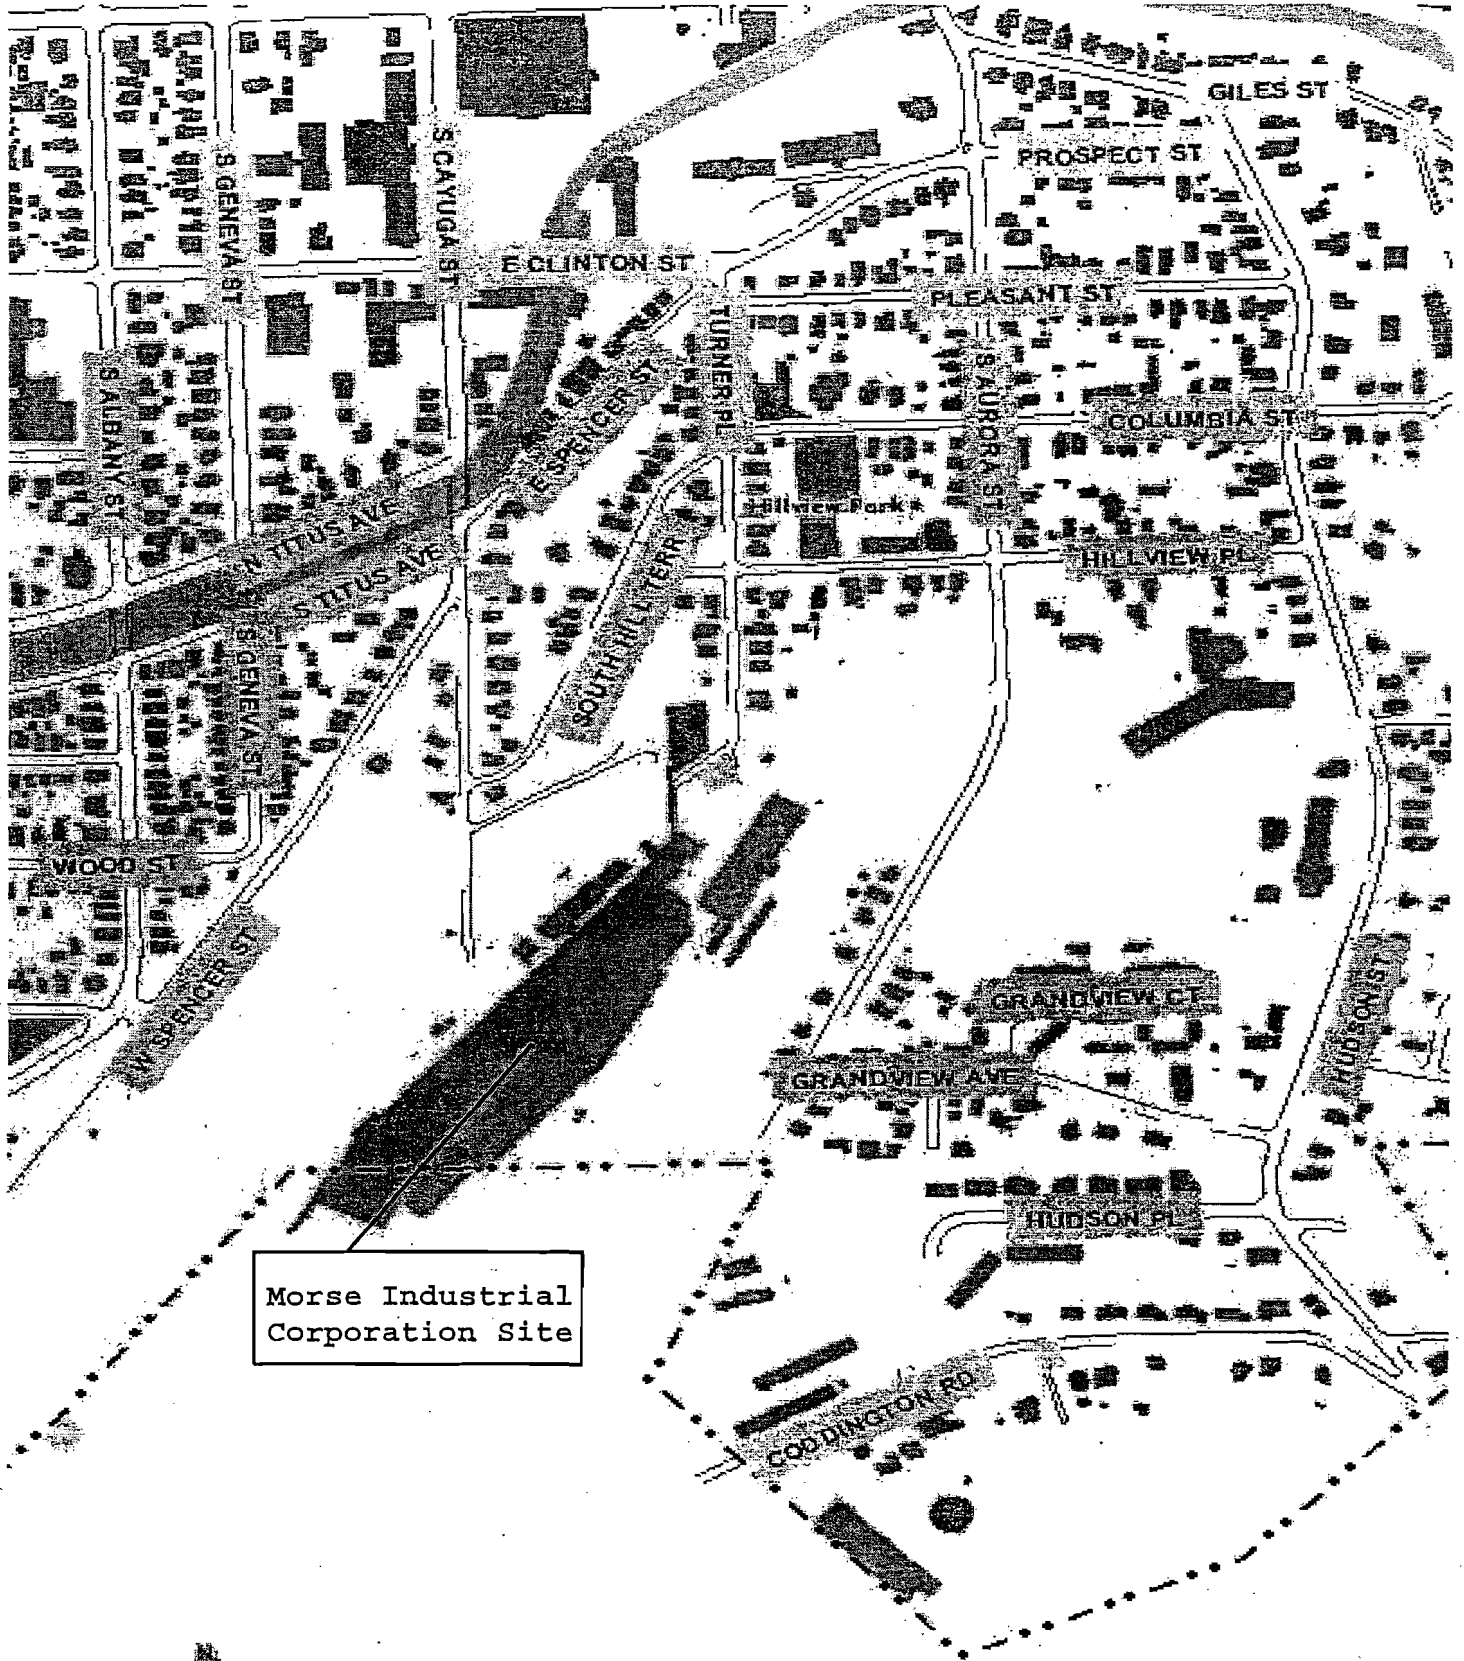 GILES ST
PROSPECT ST
S GENEVA ST
S CAYUGA ST
E CLINTON ST
PLEASANT ST
TURNER PL
S ALBANY ST
E SPENCER ST
S AURORA ST
COLUMBIA ST
Hillview Park
N TITUS AVE
S TITUS AVE
HILLVIEW PL
SOUTH HILL TERR
S GENEVA ST
WOOD ST
W SPENCER ST
GRANDVIEW CT
HUDSON ST
GRANDVIEW AVE
HUDSON PL
Morse Industrial
Corporation Site
CODDINGTON RD